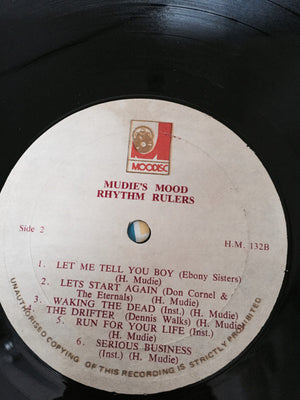 MOODISC
MUDIE'S MOOD
RHYTHM RULERS
Side 2
H.M. 132B
1. LET ME TELL YOU BOY (Ebony Sisters)
(H. Mudie)
2. LETS START AGAIN (Don Cornel &
The Eternals) (H. Mudie)
3. WAKING THE DEAD (Inst.) (H. Mudie)
4. THE DRIFTER (Dennis Walks) (H. Mudie)
5. RUN FOR YOUR LIFE (Inst.)
(H. Mudie)
6. SERIOUS BUSINESS
(Inst.) (H. Mudie)
UNAUTHORISED COPYING OF THIS RECORDING IS STRICTLY PROHIBITED